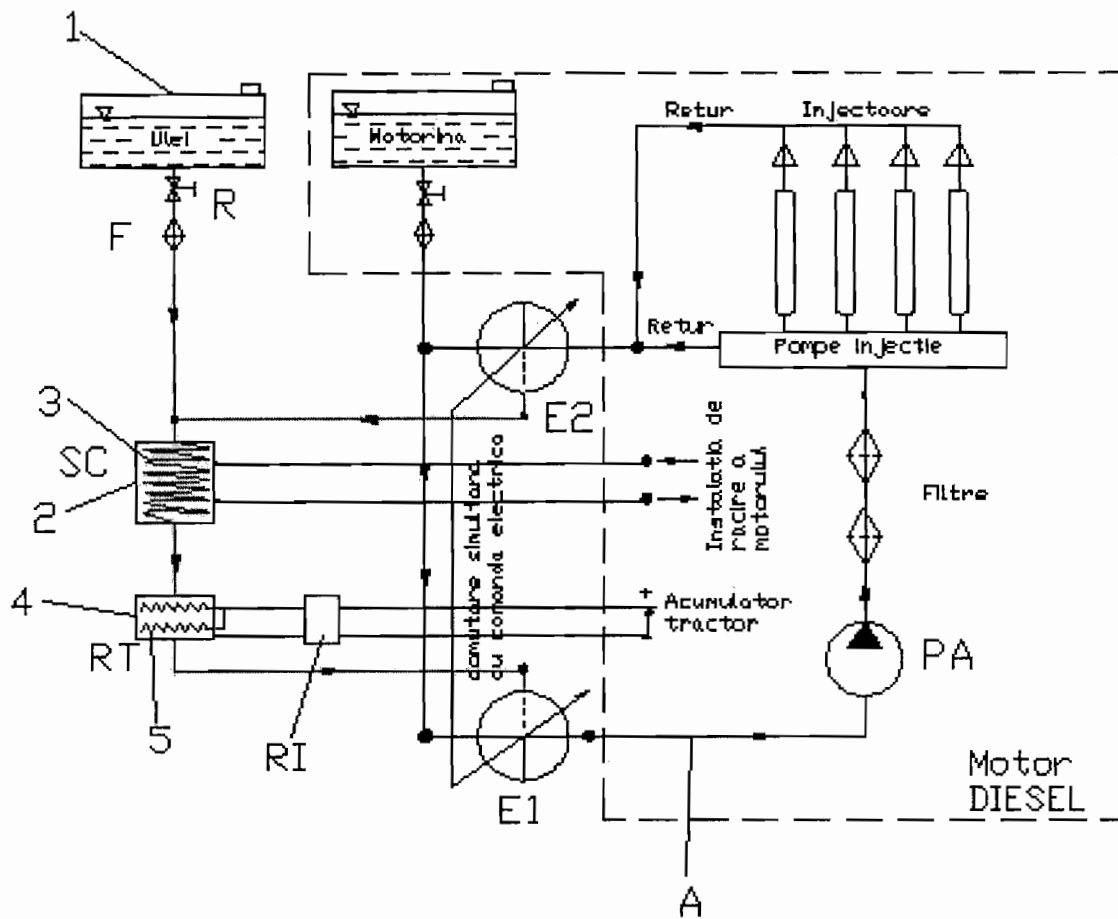 1
Ulei
Motorina
Retur
Injectoare
R
F
Retur
Pompe injectie
E2
3
SC
2
Instalatia de
racire a
motorului
Filtre
comutare simultana
cu comanda electrica
4
RT
+
Acumulator
tractor
-
PA
5
RI
E1
Motor
DIESEL
A